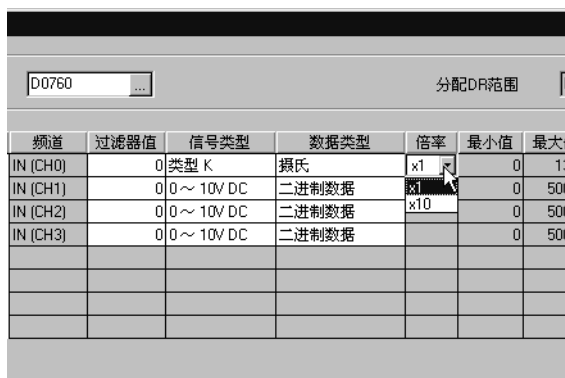 D0760 ... 分配DR范围
频道 过滤器值 信号类型 数据类型 倍率 最小值
IN (CH0) 0 类型 K 摄氏 x1 0
IN (CH1) 0 0～10V DC 二进制数据 x1 0
IN (CH2) 0 0～10V DC 二进制数据 x10 0
IN (CH3) 0 0～10V DC 二进制数据 0